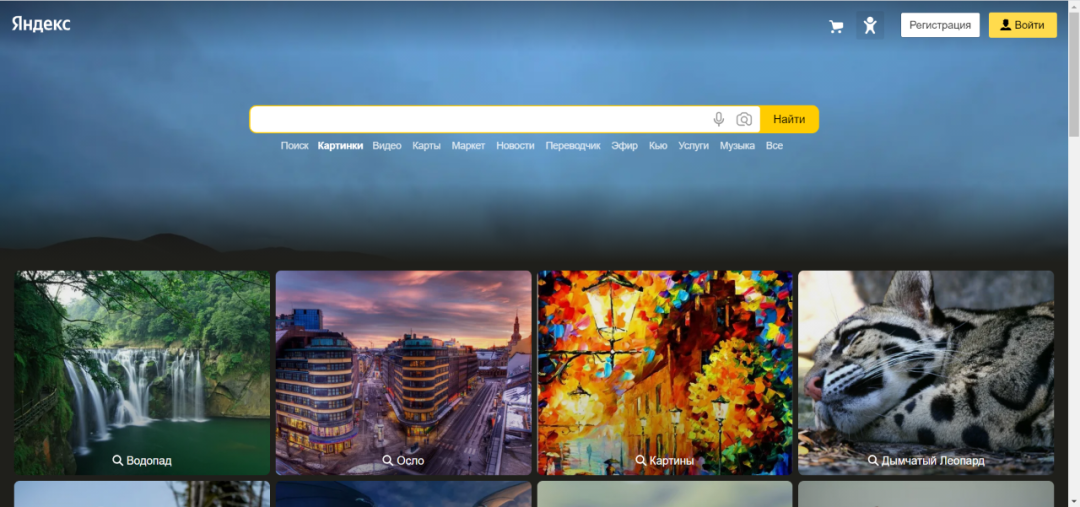 Яндекс
Регистрация
Войти
Найти
Поиск Картинки Видео Карты Маркет Новости Переводчик Эфир Кью Услуги Музыка Все
Водопад
Осло
Картины
Дымчатый Леопард